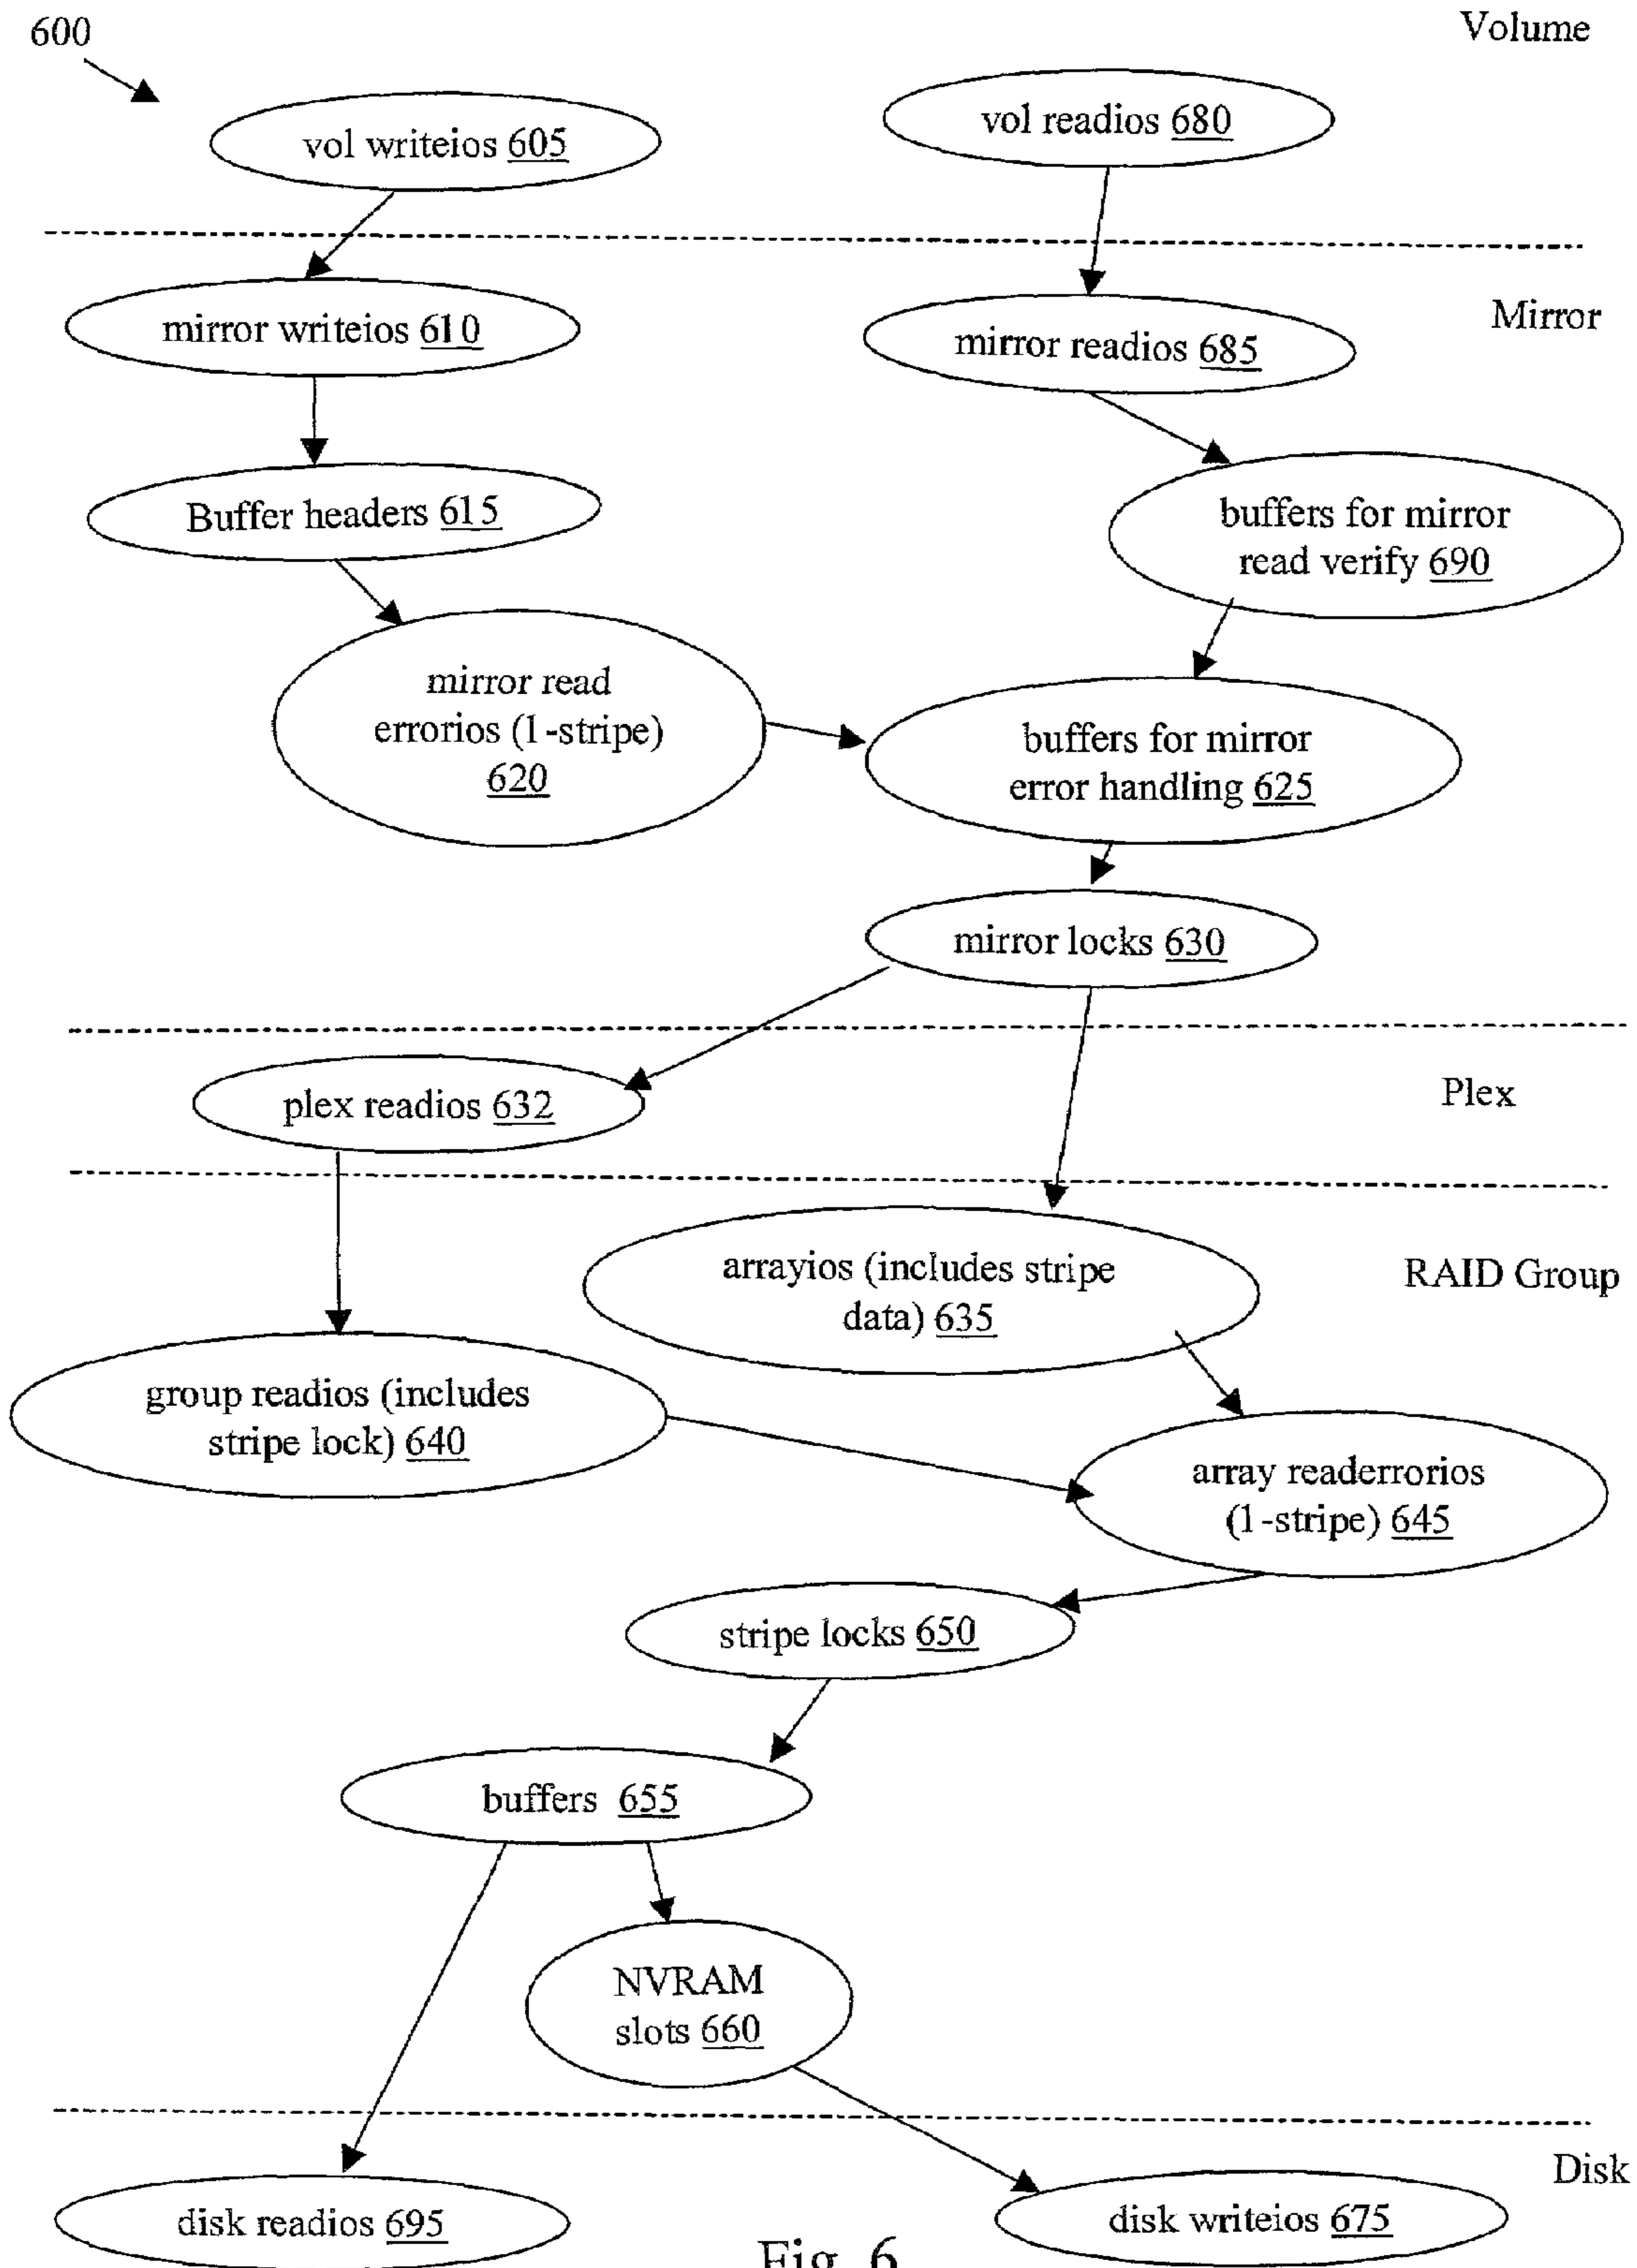 600
Volume
vol writeios 605
vol readios 680
mirror writeios 610
mirror readios 685
Mirror
Buffer headers 615
buffers for mirror
read verify 690
mirror read
errorios (1-stripe)
620
buffers for mirror
error handling 625
mirror locks 630
plex readios 632
Plex
arrayios (includes stripe
data) 635
RAID Group
group readios (includes
stripe lock) 640
array readerrorios
(1-stripe) 645
stripe locks 650
buffers 655
NVRAM
slots 660
Disk
disk readios 695
disk writeios 675
Fig. 6